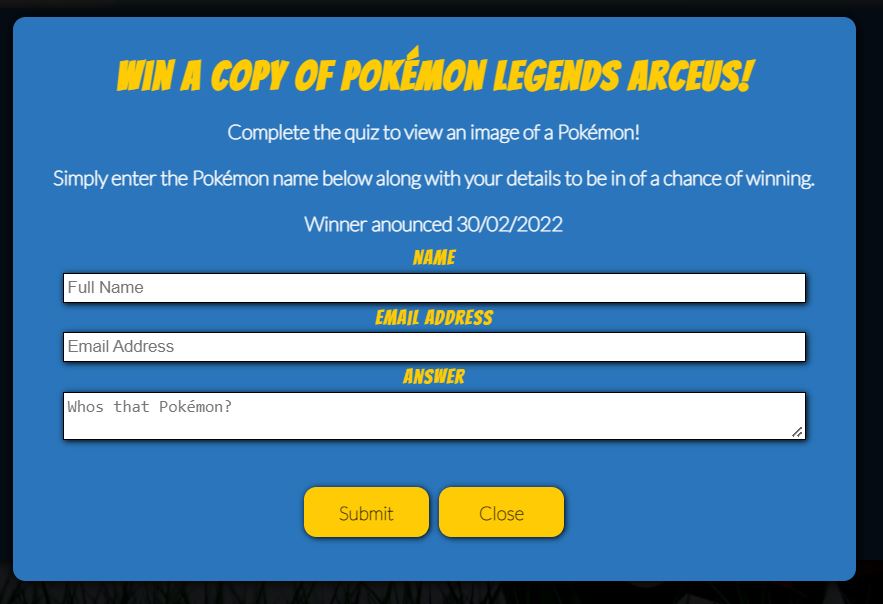 WIN A COPY OF POKÉMON LEGENDS ARCEUS!
Complete the quiz to view an image of a Pokémon!
Simply enter the Pokémon name below along with your details to be in of a chance of winning.
Winner anounced 30/02/2022
NAME
Full Name
EMAIL ADDRESS
Email Address
ANSWER
Whos that Pokémon?
Submit Close